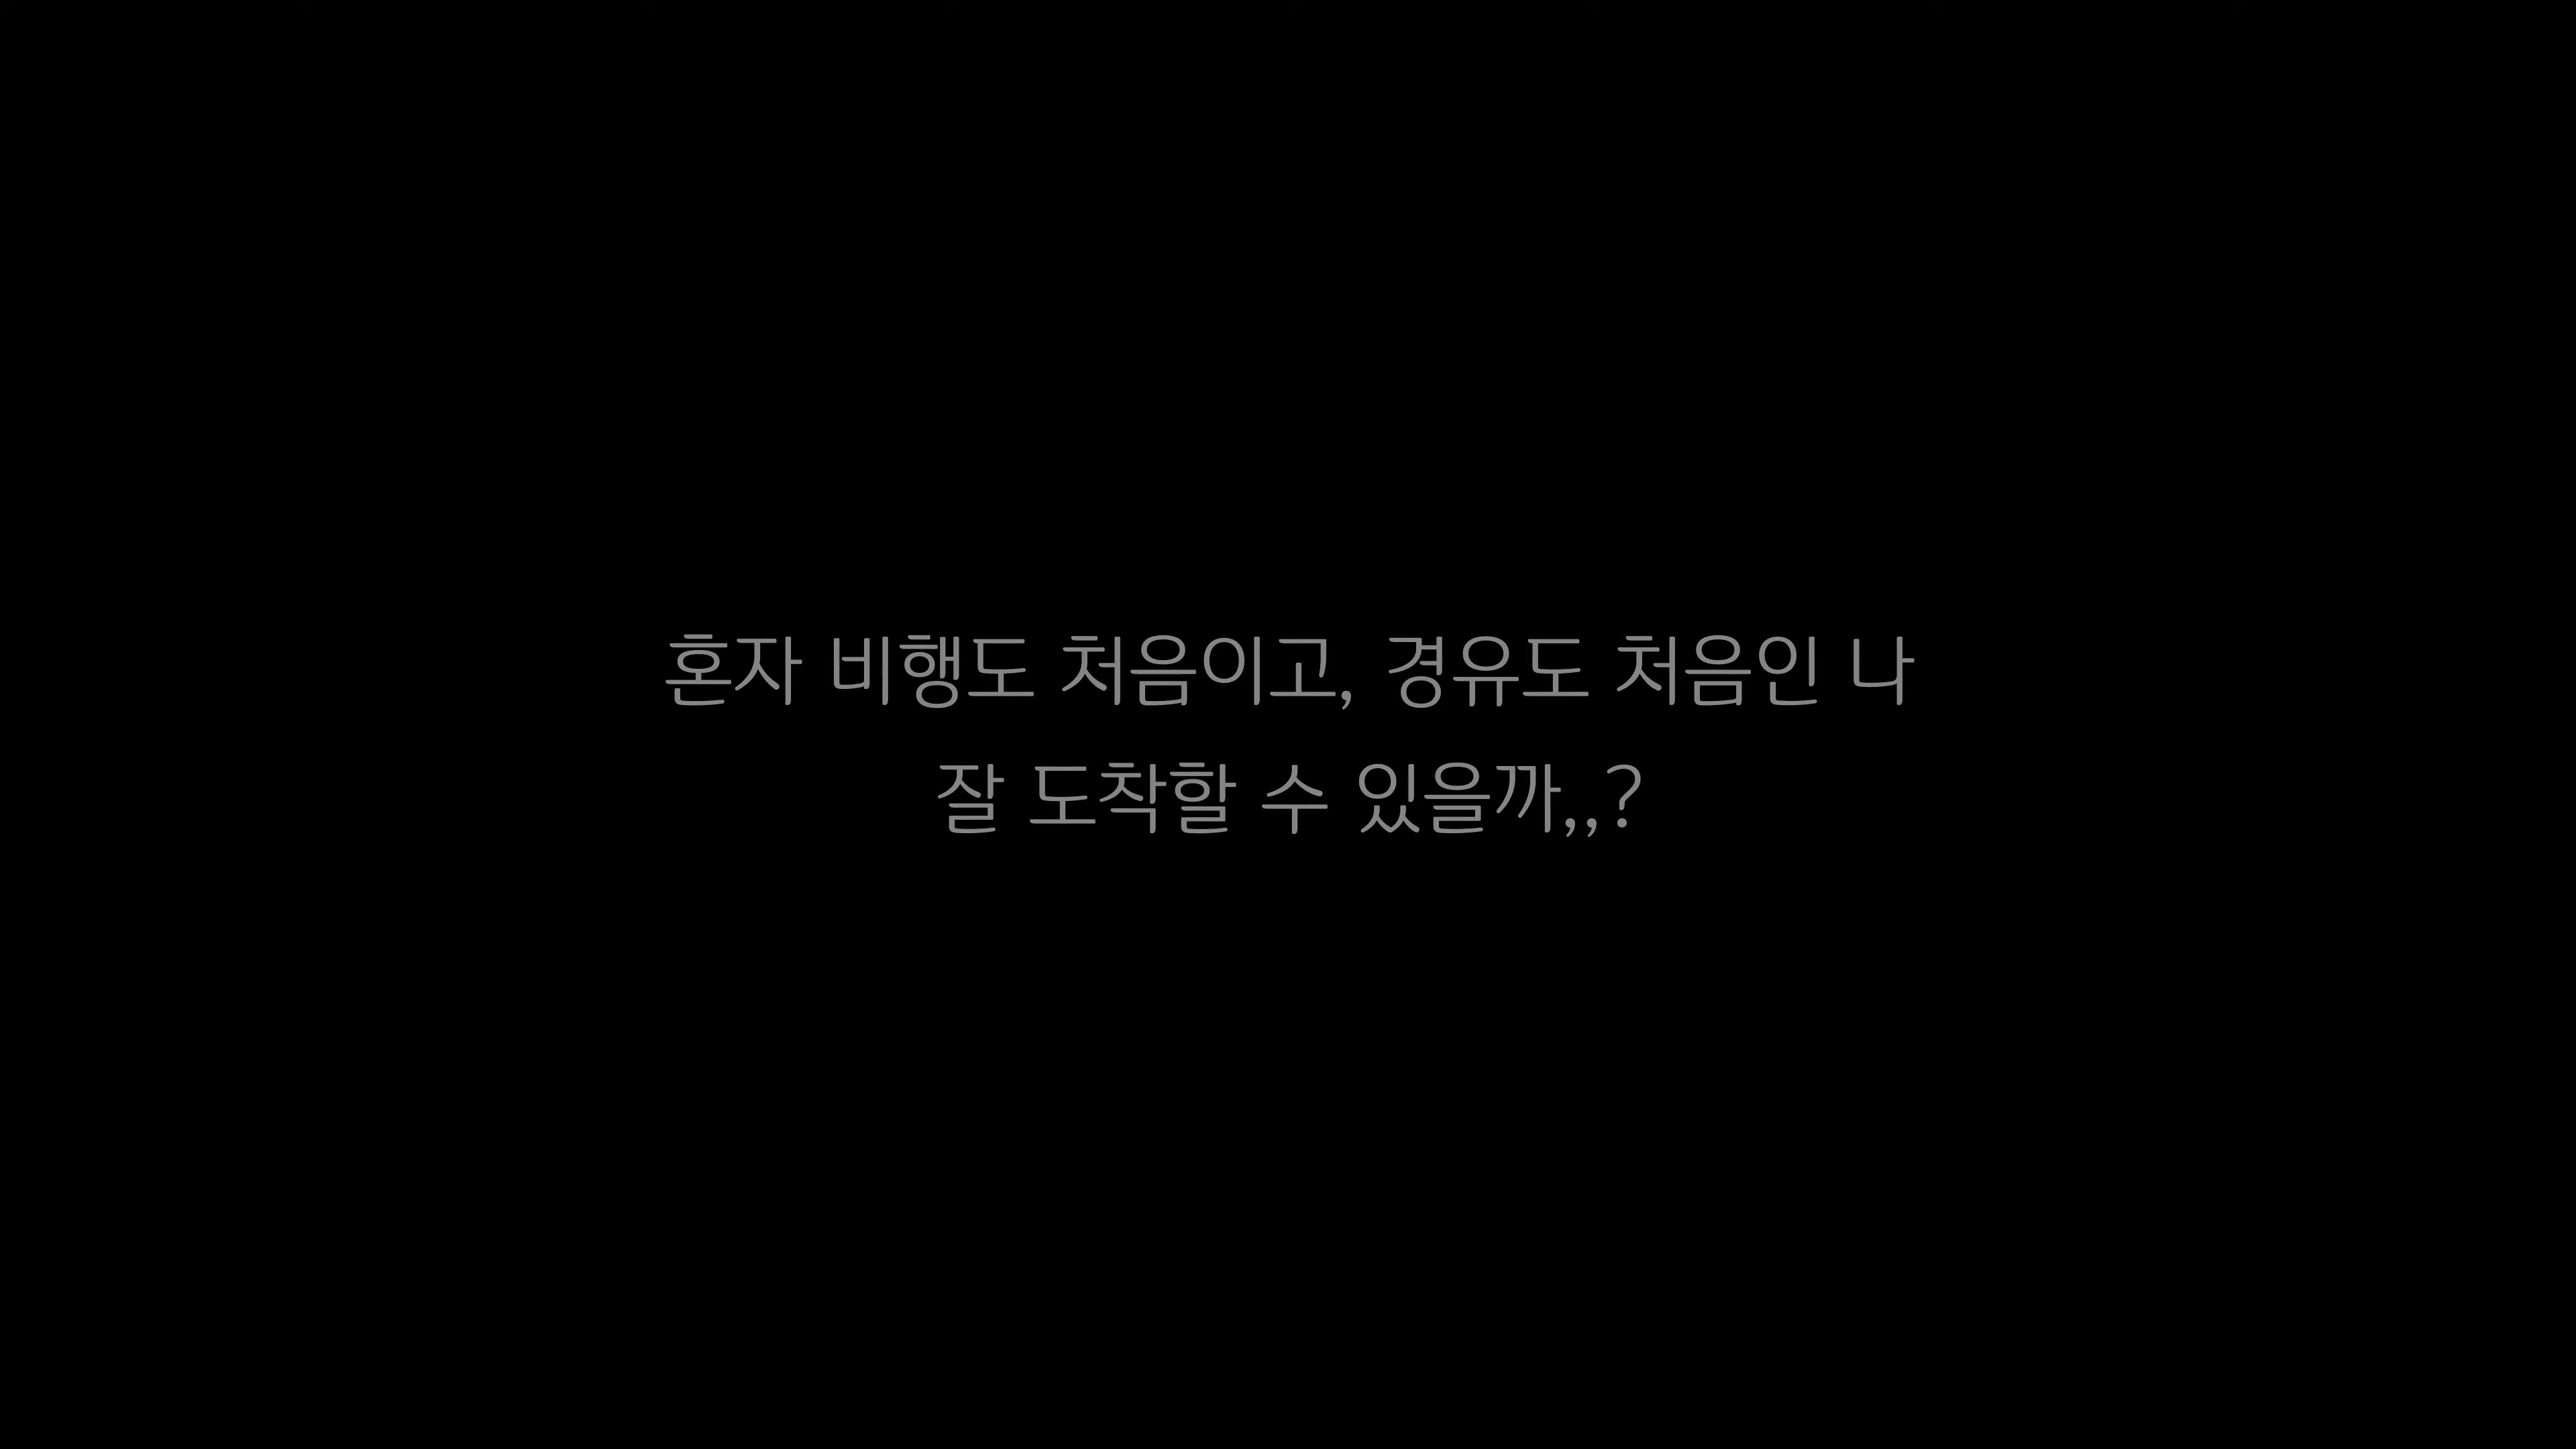 혼자 비행도 처음이고, 경유도 처음인 나
잘 도착할 수 있을까,,?